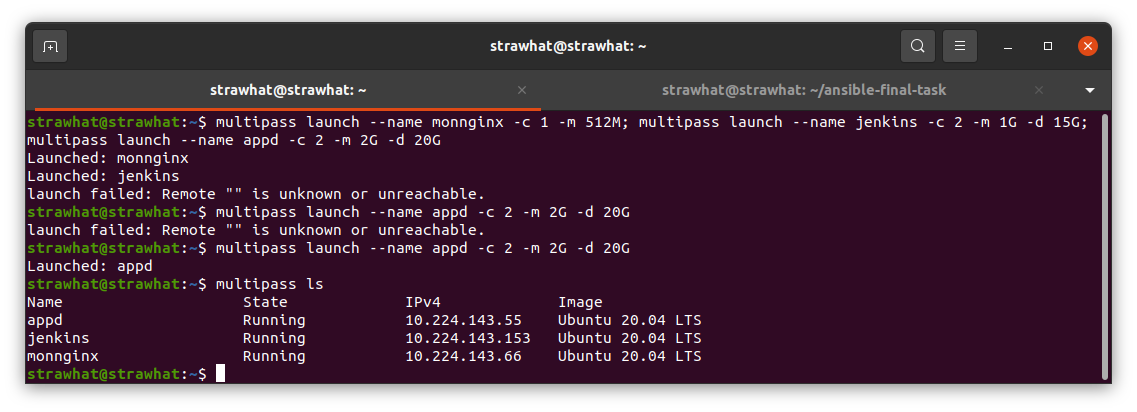 strawhat@strawhat: ~
strawhat@strawhat: ~
strawhat@strawhat: ~/ansible-final-task
strawhat@strawhat:~$ multipass launch --name monnginx -c 1 -m 512M; multipass launch --name jenkins -c 2 -m 1G -d 15G;
multipass launch --name appd -c 2 -m 2G -d 20G
Launched: monnginx
Launched: jenkins
launch failed: Remote "" is unknown or unreachable.
strawhat@strawhat:~$ multipass launch --name appd -c 2 -m 2G -d 20G
launch failed: Remote "" is unknown or unreachable.
strawhat@strawhat:~$ multipass launch --name appd -c 2 -m 2G -d 20G
Launched: appd
strawhat@strawhat:~$ multipass ls
Name                    State             IPv4             Image
appd                    Running           10.224.143.55    Ubuntu 20.04 LTS
jenkins                 Running           10.224.143.153   Ubuntu 20.04 LTS
monnginx                Running           10.224.143.66    Ubuntu 20.04 LTS
strawhat@strawhat:~$